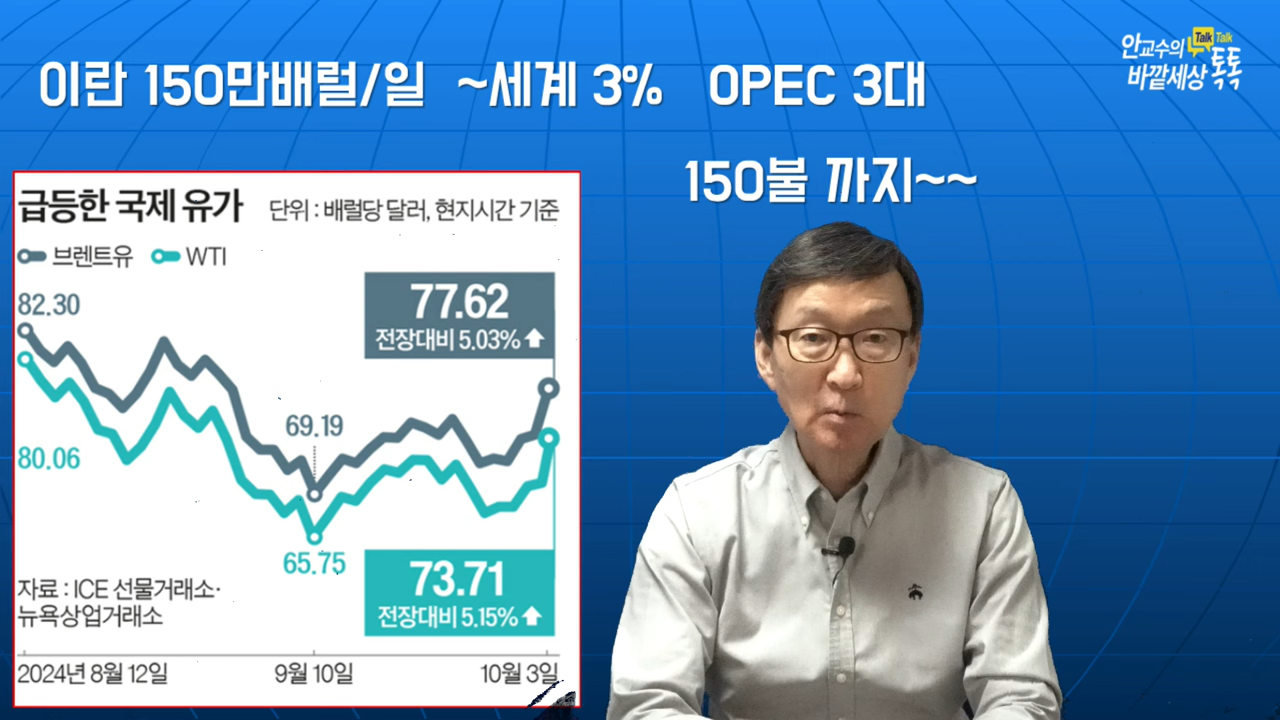 이란 150만배럴/일 ~세계 3% OPEC 3대
안교수의 Talk Talk
바깥세상 톡톡
150불 까지~~
급등한 국제 유가 단위 : 배럴당 달러, 현지시간 기준
브렌트유 WTI
82.30
77.62
전장대비 5.03%
69.19
80.06
65.75
73.71
전장대비 5.15%
자료 : ICE 선물거래소·
뉴욕상업거래소
2024년 8월 12일 9월 10일 10월 3일